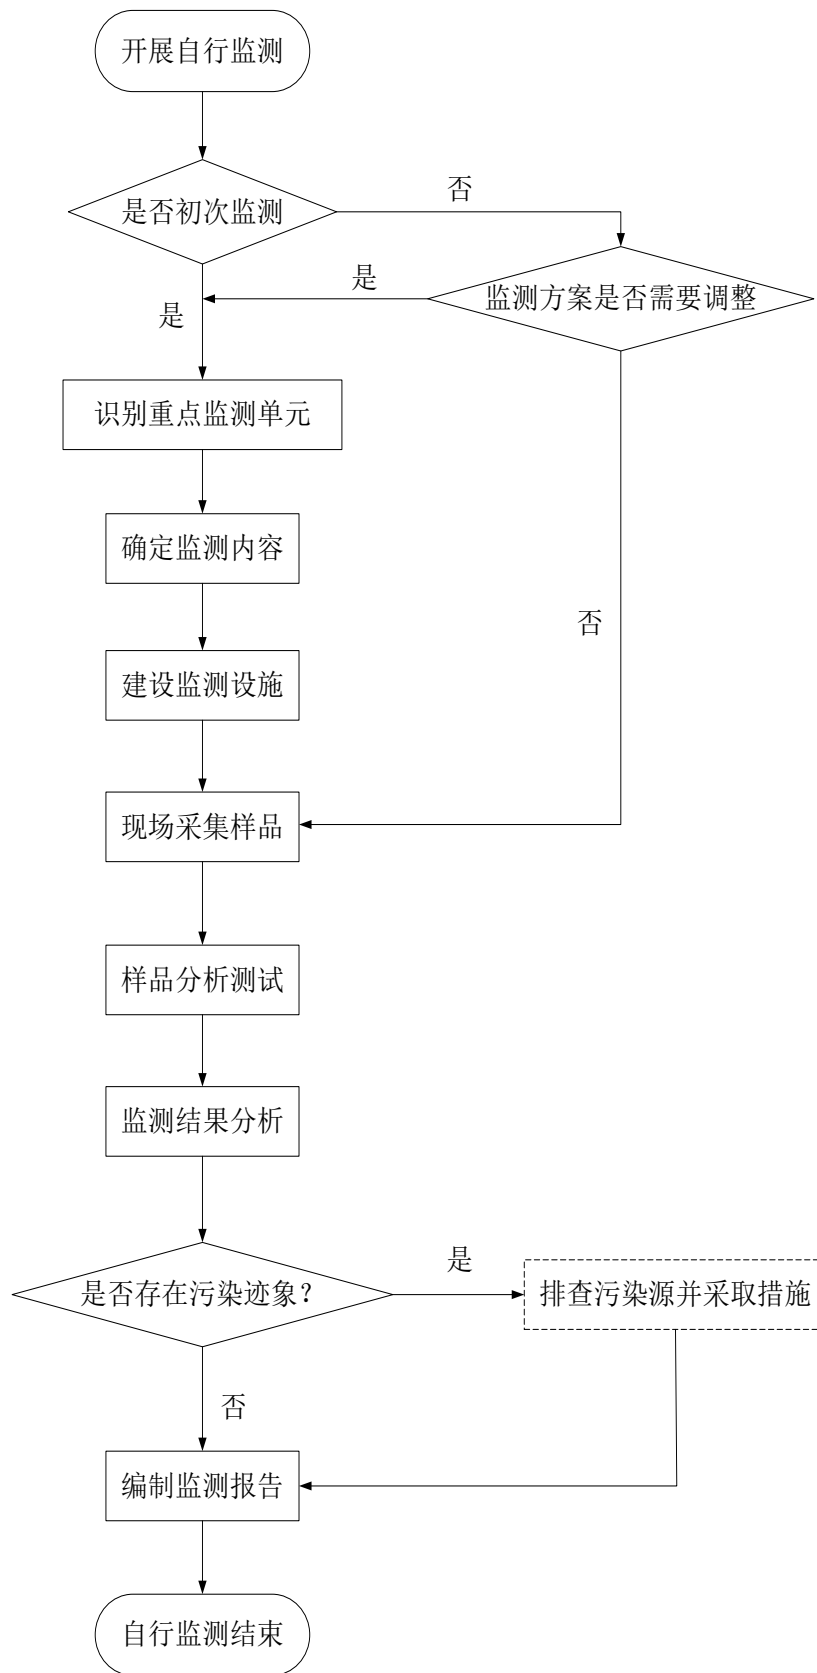 开展自行监测
是否初次监测
否
监测方案是否需要调整
是
是
识别重点监测单元
确定监测内容
建设监测设施
否
现场采集样品
样品分析测试
监测结果分析
是否存在污染迹象？
是
排查污染源并采取措施
否
编制监测报告
自行监测结束